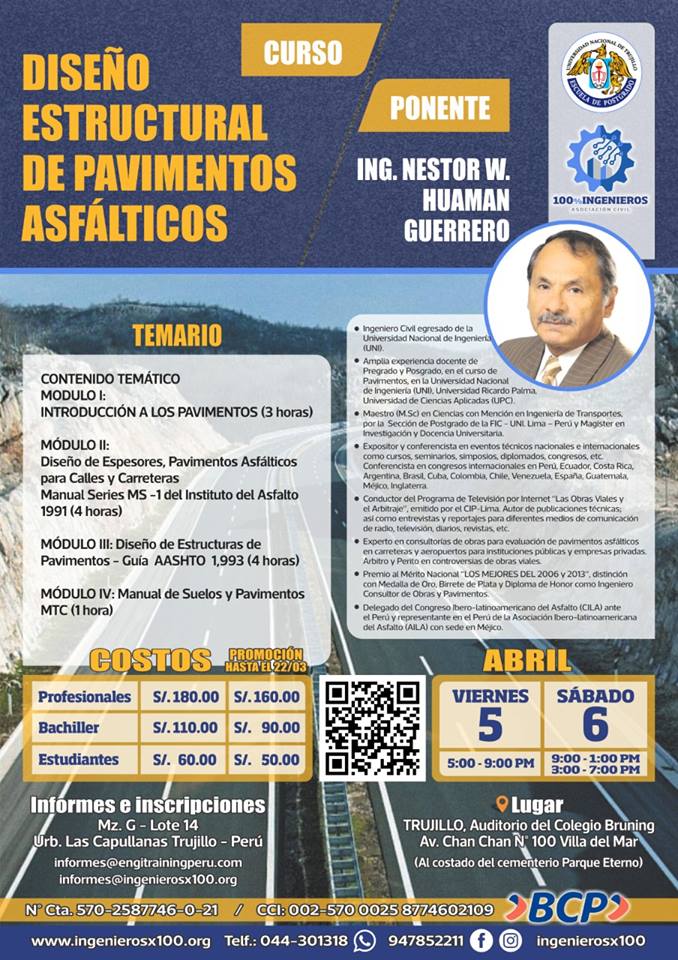 CURSO
DISEÑO
ESTRUCTURAL
DE PAVIMENTOS
ASFÁLTICOS
PONENTE
ING. NESTOR W.
HUAMAN
GUERRERO
UNIVERSIDAD NACIONAL DE TRUJILLO
ESCUELA DE POSTGRADO
100%INGENIEROS
ASOCIACIÓN CIVIL
TEMARIO
CONTENIDO TEMÁTICO
MODULO I:
INTRODUCCIÓN A LOS PAVIMENTOS (3 horas)
MÓDULO II:
Diseño de Espesores, Pavimentos Asfálticos
para Calles y Carreteras
Manual Series MS -1 del Instituto del Asfalto
1991 (4 horas)
MÓDULO III: Diseño de Estructuras de
Pavimentos - Guía AASHTO 1,993 (4 horas)
MÓDULO IV: Manual de Suelos y Pavimentos
MTC (1 hora)
• Ingeniero Civil egresado de la
Universidad Nacional de Ingeniería
(UNI).
• Amplia experiencia docente de
Pregrado y Posgrado, en el curso de
Pavimentos, en la Universidad Nacional
de Ingeniería (UNI), Universidad Ricardo Palma,
Universidad de Ciencias Aplicadas (UPC).
• Maestro (M.Sc) en Ciencias con Mención en Ingeniería de Transportes,
por la Sección de Postgrado de la FIC - UNI. Lima – Perú y Magíster en
Investigación y Docencia Universitaria.
• Expositor y conferencista en eventos técnicos nacionales e internacionales
como cursos, seminarios, simposios, diplomados, congresos, etc.
Conferencista en congresos internacionales en Perú, Ecuador, Costa Rica,
Argentina, Brasil, Cuba, Colombia, Chile, Venezuela, España, Guatemala,
Méjico, Inglaterra.
• Conductor del Programa de Televisión por Internet "Las Obras Viales y
el Arbitraje", emitido por el CIP-Lima. Autor de publicaciones técnicas;
así como entrevistas y reportajes para diferentes medios de comunicación
de radio, televisión, diarios, revistas, etc.
• Experto en consultorías de obras para evaluación de pavimentos asfálticos
en carreteras y aeropuertos para instituciones públicas y empresas privadas.
Arbitro y Perito en controversias de obras viales.
• Premio al Mérito Nacional "LOS MEJORES DEL 2006 y 2013", distinción
con Medalla de Oro, Birrete de Plata y Diploma de Honor como Ingeniero
Consultor de Obras y Pavimentos.
• Delegado del Congreso Ibero-latinoamericano del Asfalto (CILA) ante
el Perú y representante en el Perú de la Asociación Ibero-latinoamericana
del Asfalto (AILA) con sede en Méjico.
COSTOS PROMOCIÓN
HASTA EL 22/03
Profesionales S/.180.00 S/.160.00
Bachiller S/.110.00 S/. 90.00
Estudiantes S/. 60.00 S/. 50.00
ABRIL
VIERNES SÁBADO
5 6
5:00 - 9:00 PM 9:00 - 1:00 PM
3:00 - 7:00 PM
Informes e inscripciones
Mz. G - Lote 14
Urb. Las Capullanas Trujillo - Perú
informes@engitrainingperu.com
informes@ingenierosx100.org
Lugar
TRUJILLO, Auditorio del Colegio Bruning
Av. Chan Chan N° 100 Villa del Mar
(Al costado del cementerio Parque Eterno)
N° Cta. 570-2587746-0-21 / CCI: 002-570 0025 8774602109 BCP
www.ingenierosx100.org Telf.: 044-301318 947852211 ingenierosx100